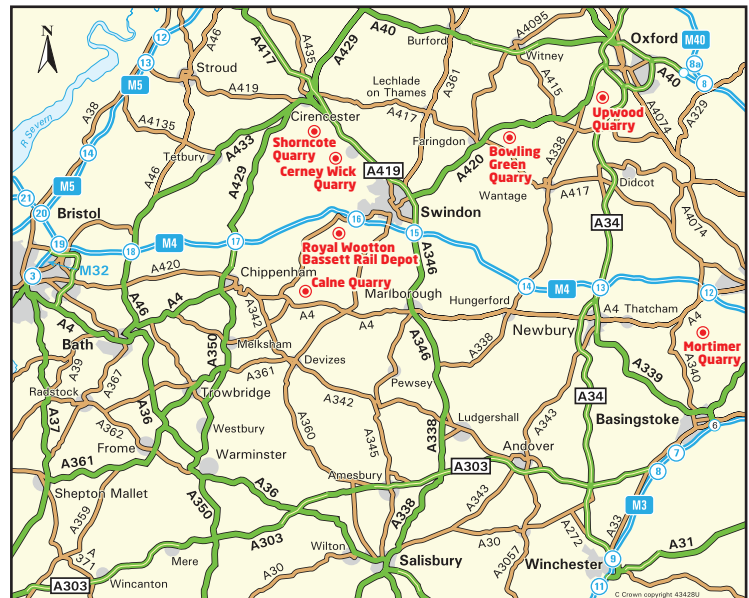 N
12
A46
A417
A435
A429
A40
Burford
A4095
Oxford
M40
13
Stroud
A361
Witney
8a
A40
8
M5
A419
Lechlade
on Thames
A415
R Severn
A38
A417
A329
A4135
Cirencester
Upwood
Quarry
A4074
A433
Shorncote
Quarry
Faringdon
Bowling
Green
Quarry
A338
14
Tetbury
Cerney Wick
Quarry
A419
A420
A46
A429
M5
Wantage
A417
Didcot
21
20
Bristol
Swindon
A34
A4074
16
19
18
M4
17
15
Royal Wootton
Bassett Rail Depot
A346
3
M32
A420
Chippenham
Calne Quarry
Marlborough
Hungerford
14
M4
13
12
A46
A4
A342
A4
A4
A4
Thatcham
A4
A4
Newbury
Bath
Melksham
A350
A346
A338
Mortimer
Quarry
A39
A367
Devizes
A361
A339
A340
Radstock
Trowbridge
Pewsey
A34
A37
A36
A342
A362
A360
Ludgershall
A343
Basingstoke
6
Westbury
A345
A338
Frome
Andover
7
A361
Warminster
A303
8
Amesbury
Shepton Mallet
A36
A343
M3
A350
A338
A359
A303
A272
A33
A31
Wilton
A30
A
371
Mere
A3057
9
Salisbury
Winchester
A30
A303
Wincanton
11
C Crown copyright 43428U